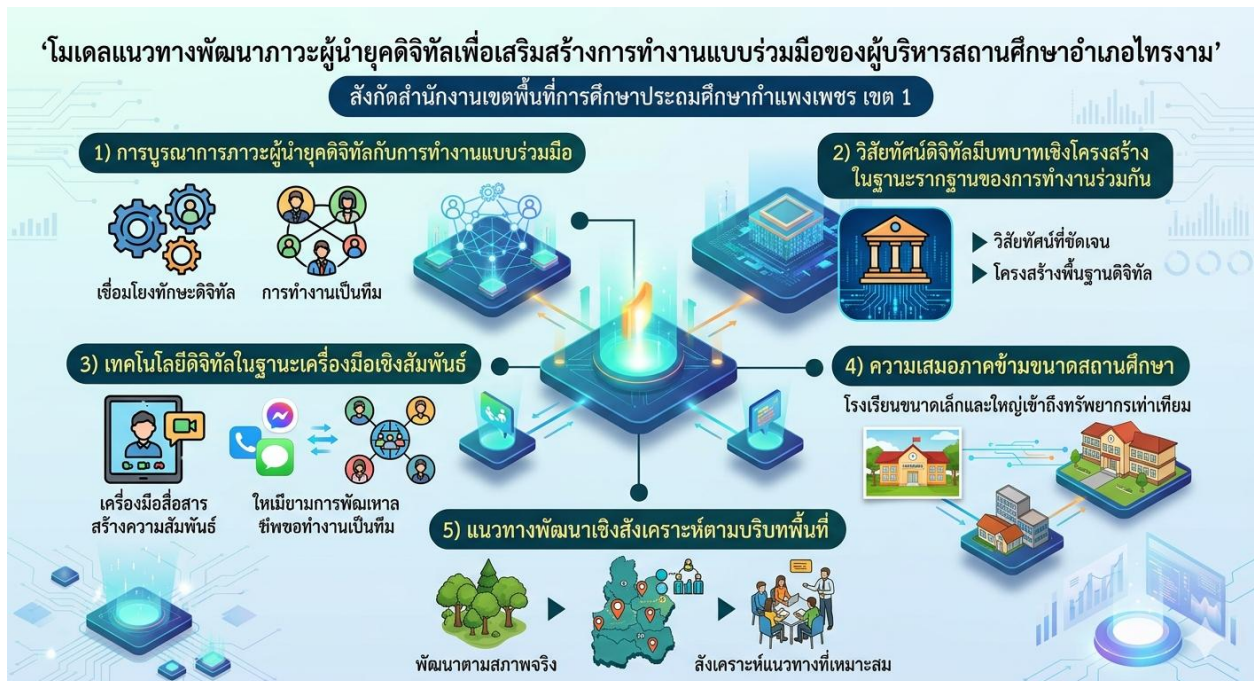 ‘โมเดลแนวทางพัฒนาภาวะผู้นำยุคดิจิทัลเพื่อเสริมสร้างการทำงานแบบร่วมมือของผู้บริหารสถานศึกษาอำเภอไทรงาม’
สังกัดสำนักงานเขตพื้นที่การศึกษาประถมศึกษากำแพงเพชร เขต 1
1) การบูรณาการภาวะผู้นำยุคดิจิทัลกับการทำงานแบบร่วมมือ
เชื่อมโยงทักษะดิจิทัล
การทำงานเป็นทีม
2) วิสัยทัศน์ดิจิทัลมีบทบาทเชิงโครงสร้าง
ในฐานะรากฐานของการทำงานร่วมกัน
วิสัยทัศน์ที่ชัดเจน
โครงสร้างพื้นฐานดิจิทัล
3) เทคโนโลยีดิจิทัลในฐานะเครื่องมือเชิงสัมพันธ์
เครื่องมือสื่อสาร
สร้างความสัมพันธ์
ให้เมียามการพัฒเหาล
ชีพขอทำงานเป็นทีม
4) ความเสมอภาคข้ามขนาดสถานศึกษา
โรงเรียนขนาดเล็กและใหญ่เข้าถึงทรัพยากรเท่าเทียม
5) แนวทางพัฒนาเชิงสังเคราะห์ตามบริบทพื้นที่
พัฒนาตามสภาพจริง
สังเคราะห์แนวทางที่เหมาะสม